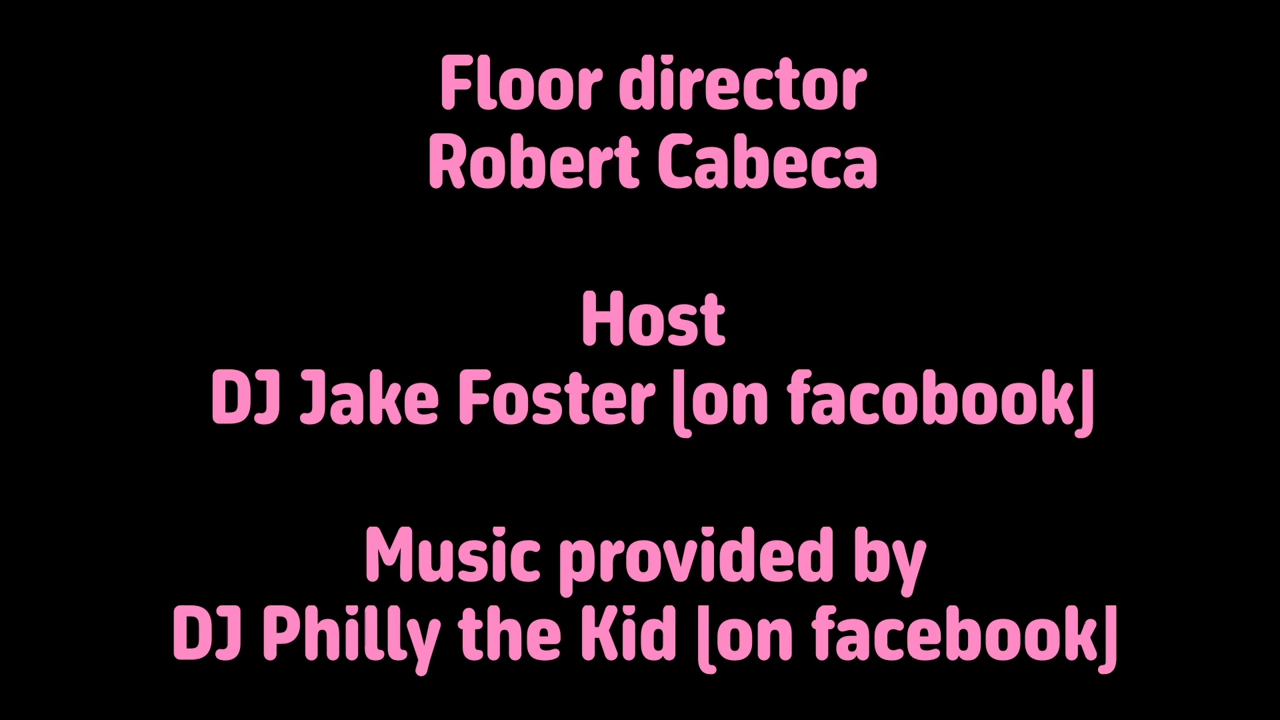 Floor director
Robert Cabeca
Host
DJ Jake Foster (on facobook)
Music provided by
DJ Philly the Kid (on facebook)